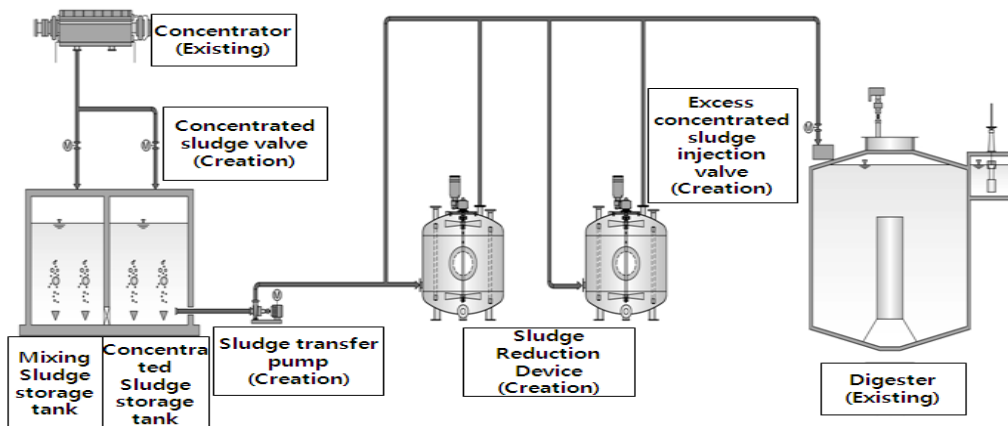 Concentrator
(Existing)
Concentrated
sludge valve
(Creation)
Excess
concentrated
sludge
injection
valve
(Creation)
M
M
M
M
Mixing
Sludge
storage
tank
Concentra
ted
Sludge
storage
tank
Sludge transfer
pump
(Creation)
Sludge
Reduction
Device
(Creation)
Digester
(Existing)